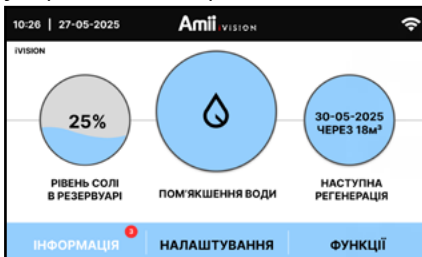 10:26 | 27-05-2025
Amii.VISION
iVISION
25%
30-05-2025
ЧЕРЕЗ 18м³
РІВЕНЬ СОЛІ
В РЕЗЕРВУАРІ
ПОМ'ЯКШЕННЯ ВОДИ
НАСТУПНА
РЕГЕНЕРАЦІЯ
ІНФОРМАЦІЯ 3
НАЛАШТУВАННЯ
ФУНКЦІЇ